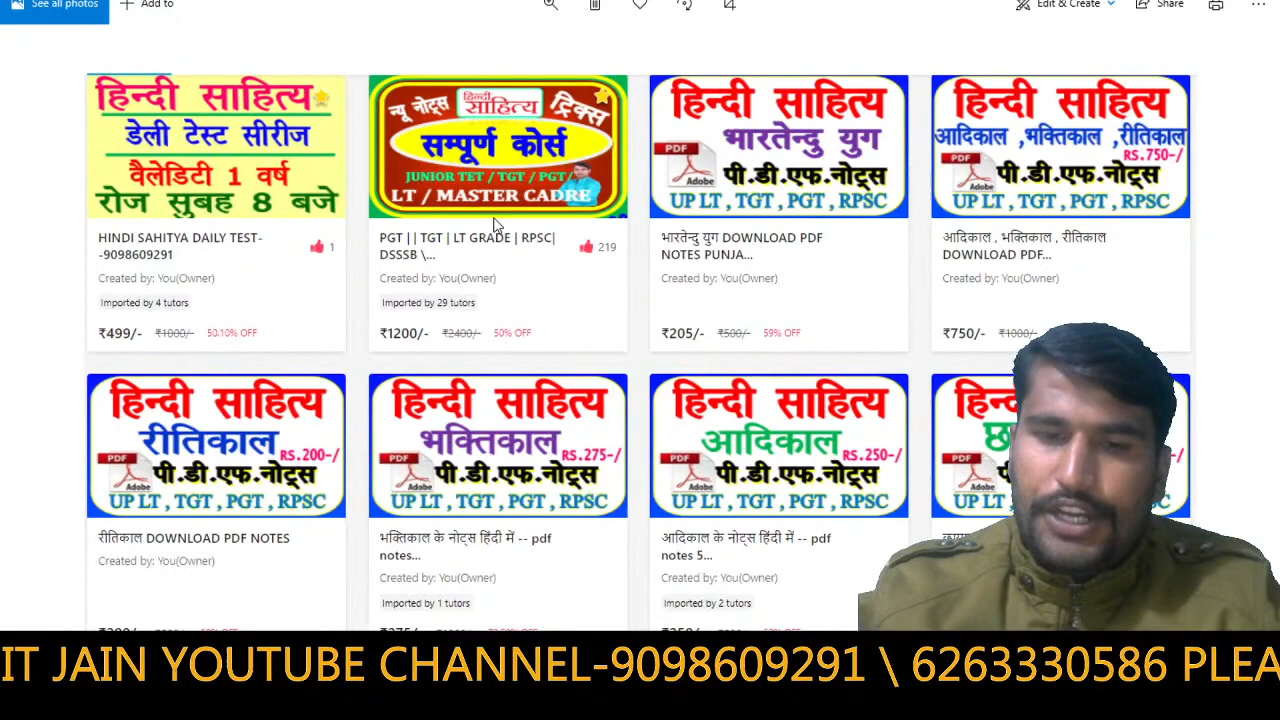 See all photos
Add to
Edit & Create
Share
हिन्दी साहित्य
डेली टेस्ट सीरीज
वैलेडिटी 1 वर्ष
रोज सुबह 8 बजे
HINDI SAHITYA DAILY TEST-
-9098609291
1
Created by: You(Owner)
Imported by 4 tutors
₹499/- ₹1000/- 50.10% OFF
न्यू नोट्स हिन्दी साहित्य ट्रिक्स
सम्पूर्ण कोर्स
JUNIOR TET / TGT / PGT/
LT / MASTER CADRE
PGT || TGT | LT GRADE | RPSC|
DSSSB \...
219
Created by: You(Owner)
Imported by 29 tutors
₹1200/- ₹2400/- 50% OFF
हिन्दी साहित्य
भारतेन्दु युग
PDF Adobe पी.डी.एफ.नोट्स
UP LT , TGT , PGT , RPSC
भारतेन्दु युग DOWNLOAD PDF
NOTES PUNJA...
Created by: You(Owner)
₹205/- ₹500/- 59% OFF
हिन्दी साहित्य
आदिकाल ,भक्तिकाल ,रीतिकाल
RS.750-/
PDF Adobe पी.डी.एफ.नोट्स
UP LT , TGT , PGT , RPSC
आदिकाल , भक्तिकाल , रीतिकाल
DOWNLOAD PDF...
Created by: You(Owner)
₹750/- ₹1000/-
हिन्दी साहित्य
रीतिकाल
RS.200-/
PDF Adobe पी.डी.एफ.नोट्स
UP LT , TGT , PGT , RPSC
रीतिकाल DOWNLOAD PDF NOTES
Created by: You(Owner)
हिन्दी साहित्य
भक्तिकाल
RS.275-/
PDF Adobe पी.डी.एफ.नोट्स
UP LT , TGT , PGT , RPSC
भक्तिकाल के नोट्स हिंदी में -- pdf
notes...
Created by: You(Owner)
Imported by 1 tutors
हिन्दी साहित्य
आदिकाल
RS.250-/
PDF Adobe पी.डी.एफ.नोट्स
UP LT , TGT , PGT , RPSC
आदिकाल के नोट्स हिंदी में -- pdf
notes 5...
Created by: You(Owner)
Imported by 2 tutors
PDF Adobe
UP LT
Created
IT JAIN YOUTUBE CHANNEL-9098609291 \ 6263330586 PLEA